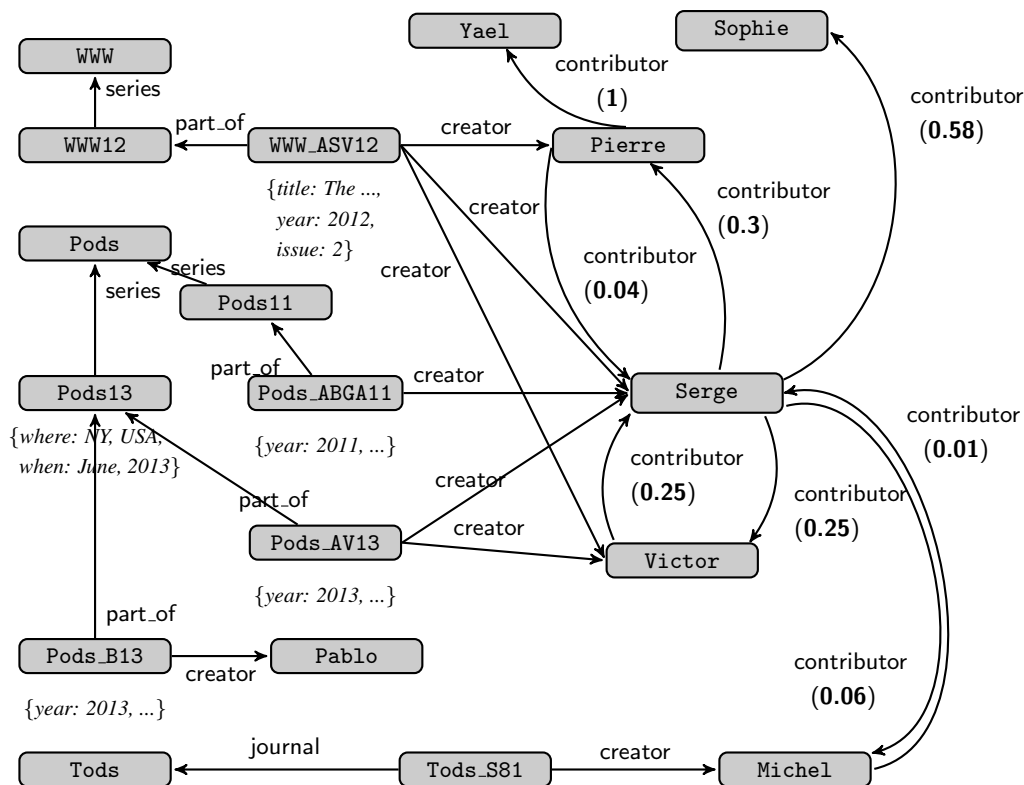 Yael
Sophie
WWW
contributor
(1)
series
contributor
(0.58)
part_of
creator
WWW12
WWW_ASV12
Pierre
{title: The ...,
year: 2012,
issue: 2}
creator
contributor
(0.3)
Pods
series
creator
contributor
(0.04)
series
Pods11
part_of
creator
Pods13
Pods_ABGA11
Serge
{where: NY, USA,
when: June, 2013}
{year: 2011, ...}
contributor
(0.01)
contributor
(0.25)
creator
part_of
contributor
(0.25)
creator
Pods_AV13
Victor
{year: 2013, ...}
part_of
Pods_B13
creator
Pablo
contributor
(0.06)
{year: 2013, ...}
journal
creator
Tods
Tods_S81
Michel